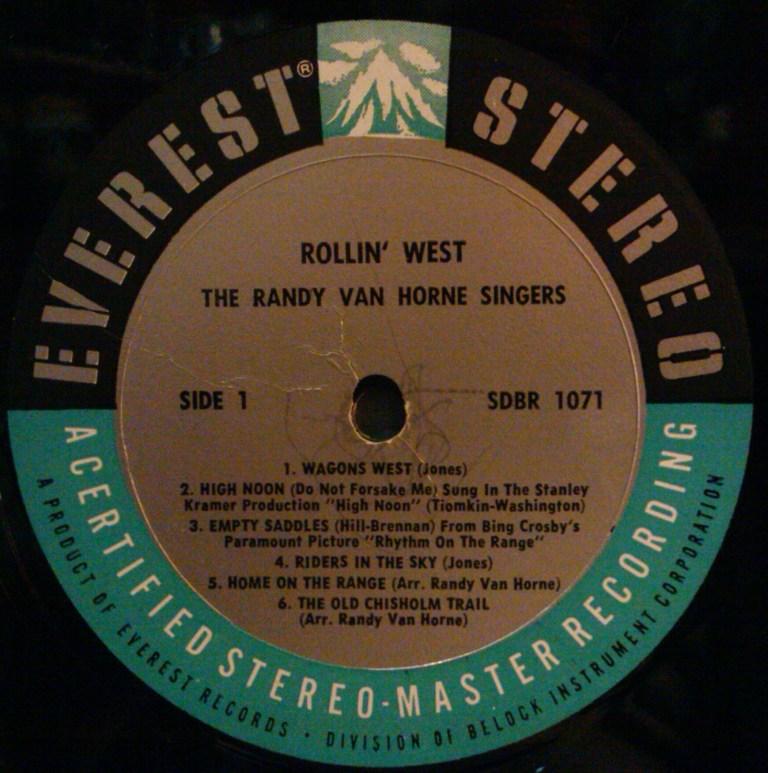 EVEREST® STEREO
ROLLIN' WEST
THE RANDY VAN HORNE SINGERS
SIDE 1
SDBR 1071
1. WAGONS WEST (Jones)
2. HIGH NOON (Do Not Forsake Me) Sung In The Stanley
Kramer Production "High Noon" (Tiomkin-Washington)
3. EMPTY SADDLES (Hill-Brennan) From Bing Crosby's
Paramount Picture "Rhythm On The Range"
4. RIDERS IN THE SKY (Jones)
5. HOME ON THE RANGE (Arr. Randy Van Horne)
6. THE OLD CHISHOLM TRAIL
(Arr. Randy Van Horne)
A CERTIFIED STEREO-MASTER RECORDING
A PRODUCT OF EVEREST RECORDS · DIVISION OF BELOCK INSTRUMENT CORPORATION